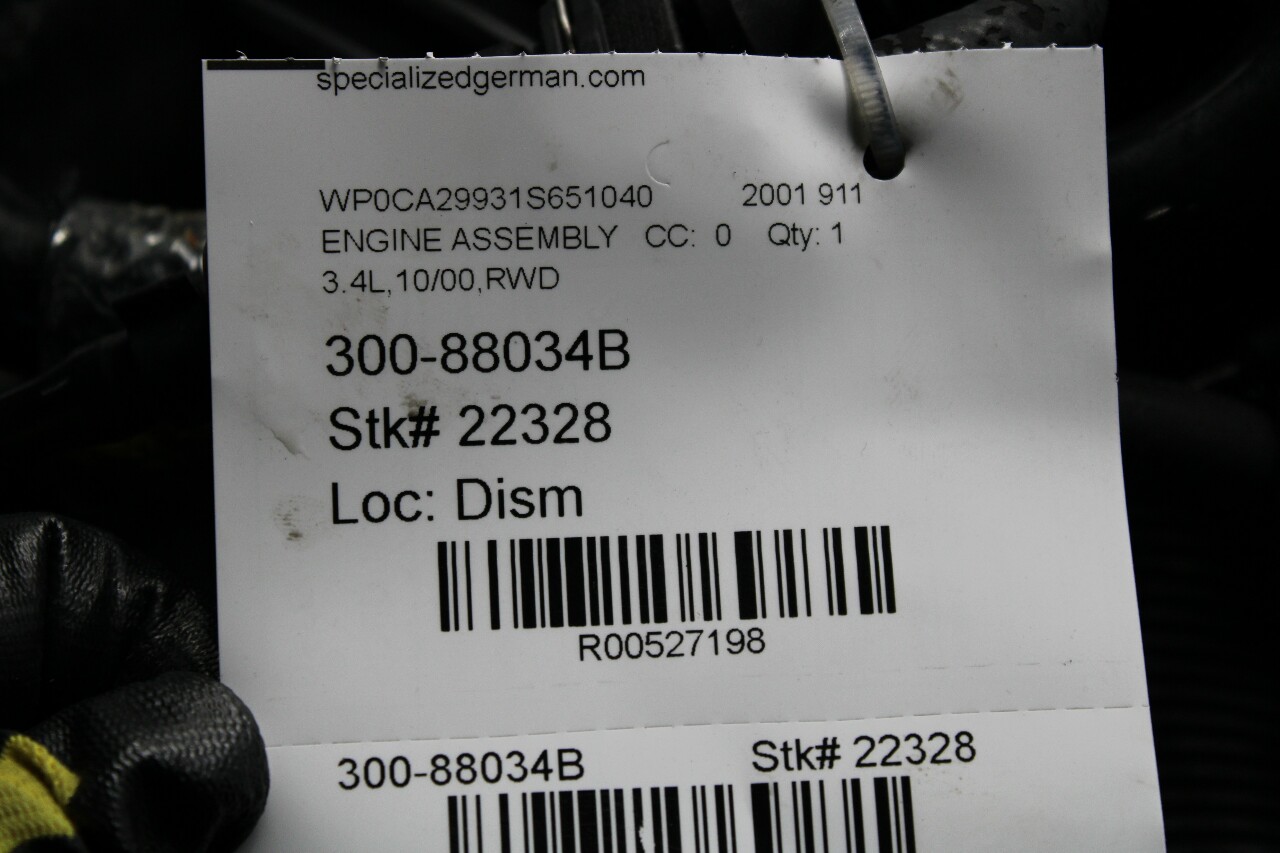 specializedgerman.com
WP0CA29931S651040 2001 911
ENGINE ASSEMBLY CC: 0 Qty: 1
3.4L,10/00,RWD
300-88034B
Stk# 22328
Loc: Dism
R00527198
300-88034B Stk# 22328